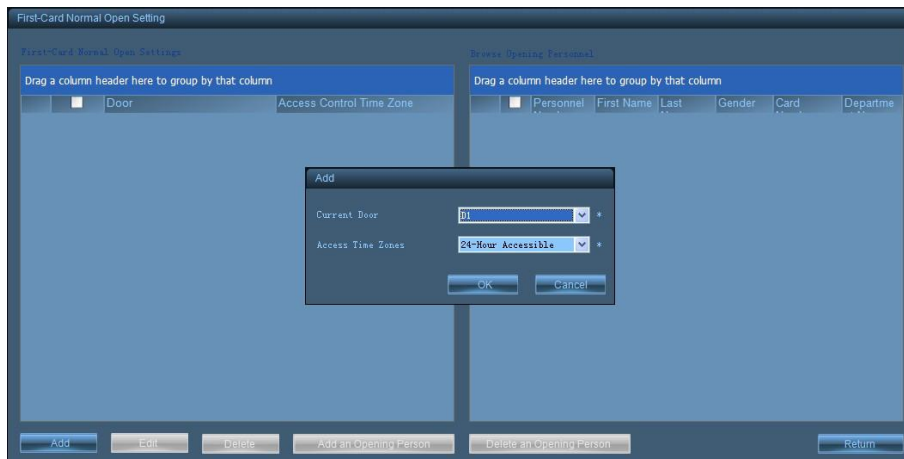 First-Card Normal Open Setting
First-Card Normal Open Settings
Browse Opening Personnel
Drag a column header here to group by that column
Drag a column header here to group by that column
Door Access Control Time Zone
Personnel First Name Last Gender Card Departme
Add
Current Door D1 *
Access Time Zones 24-Hour Accessible *
OK Cancel
Add Edit Delete Add an Opening Person Delete an Opening Person Return